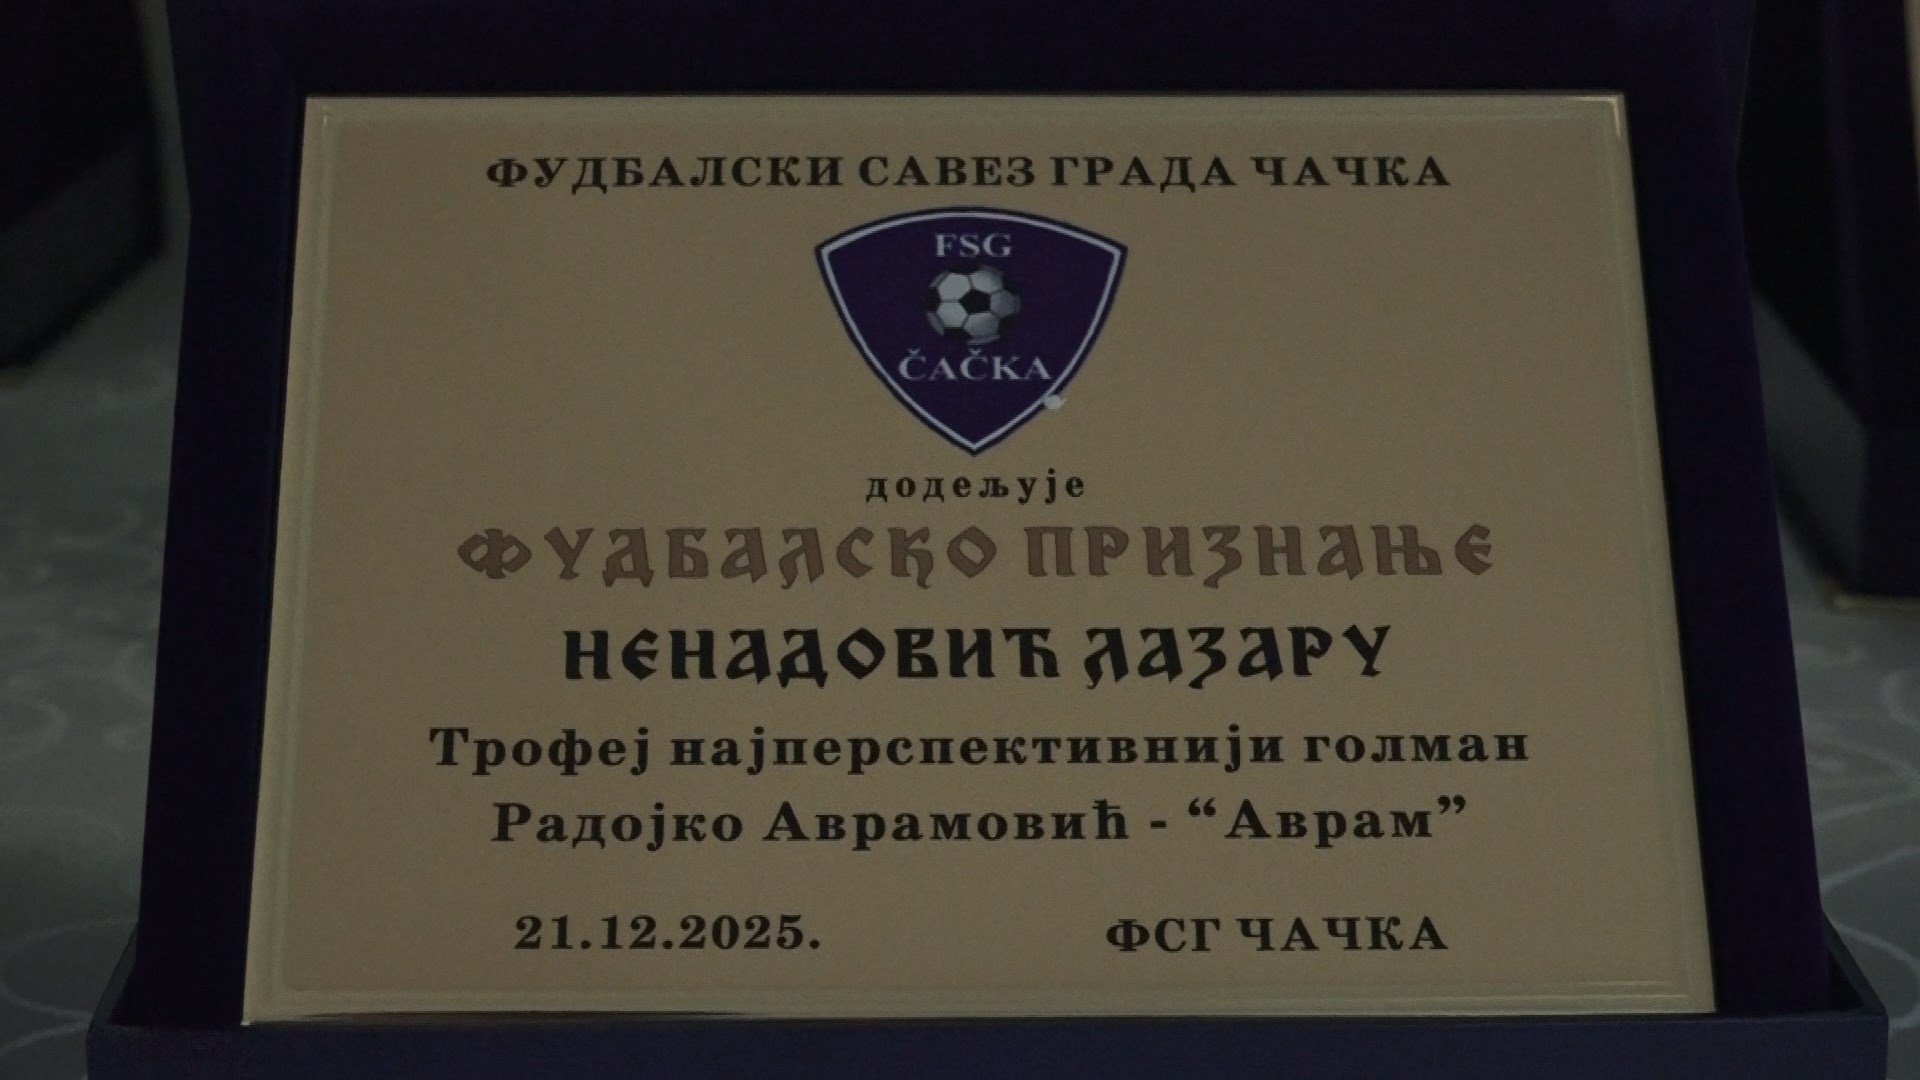 ФУДБАЛСКИ САВЕЗ ГРАДА ЧАЧКА
FSG
ČAČKA
додељује
ФУДБАЛСКО ПРИЗНАЊЕ
НЕНАДОВИЋ ЛАЗАРУ
Трофеј најперспективнији голман
Радојко Аврамовић - “Аврам”
21.12.2025. ФСГ ЧАЧКА